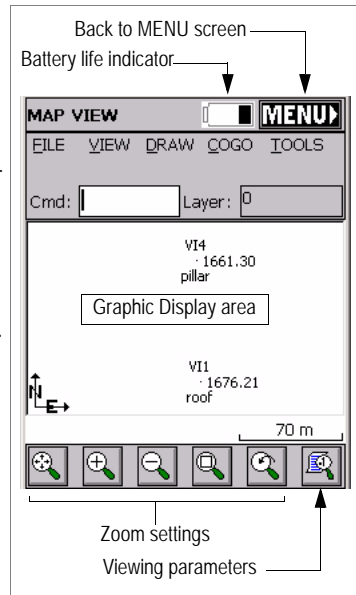 Back to MENU screen
Battery life indicator
MAP VIEW MENU
FILE VIEW DRAW COGO TOOLS
Cmd: Layer: 0
VI4
1661.30
pillar
Graphic Display area
VI1
1676.21
roof
N
E
70 m
Zoom settings
Viewing parameters